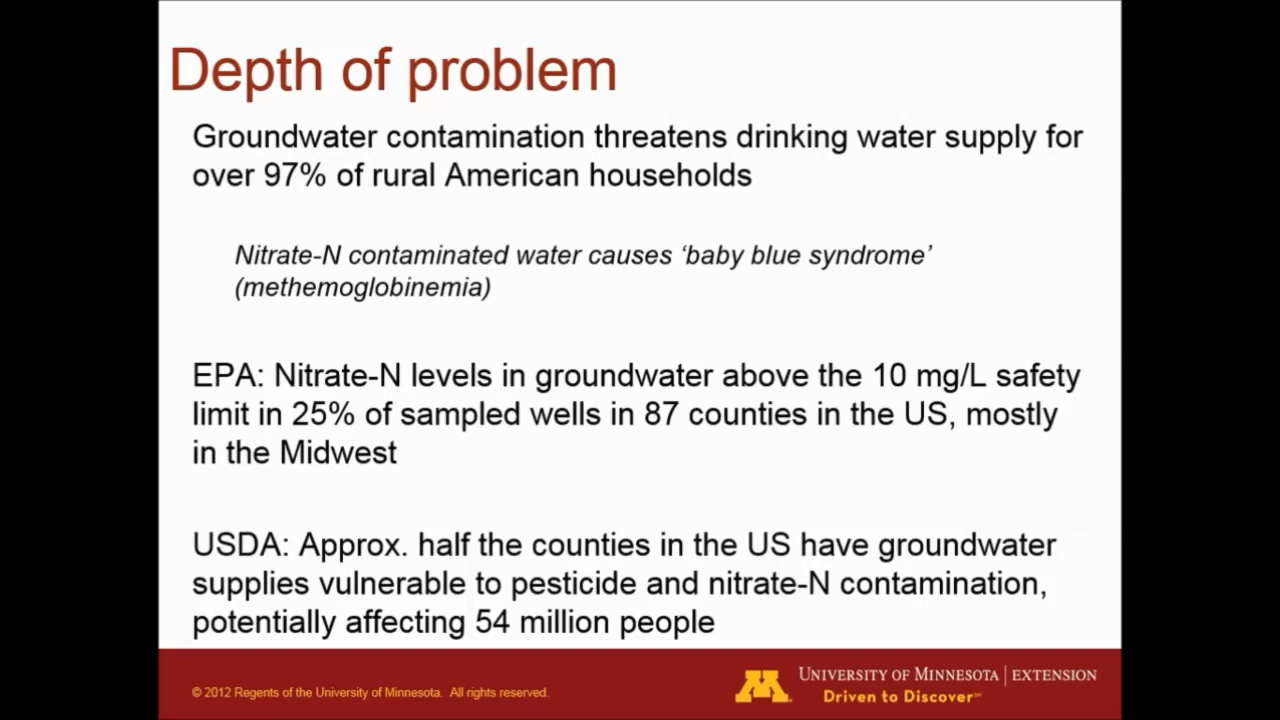 Depth of problem
Groundwater contamination threatens drinking water supply for
over 97% of rural American households
Nitrate-N contaminated water causes ‘baby blue syndrome’
(methemoglobinemia)
EPA: Nitrate-N levels in groundwater above the 10 mg/L safety
limit in 25% of sampled wells in 87 counties in the US, mostly
in the Midwest
USDA: Approx. half the counties in the US have groundwater
supplies vulnerable to pesticide and nitrate-N contamination,
potentially affecting 54 million people
© 2012 Regents of the University of Minnesota. All rights reserved.
M
UNIVERSITY OF MINNESOTA | EXTENSION
Driven to Discover℠